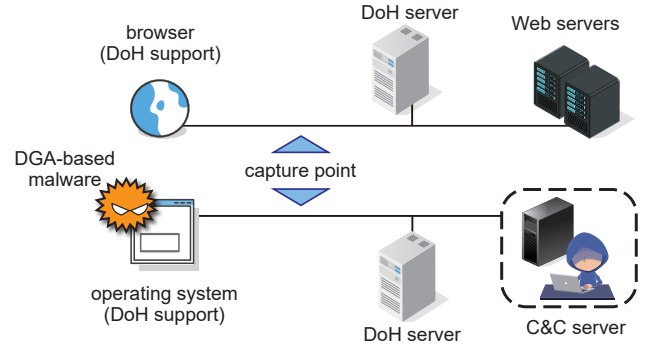 DoH server
browser
(DoH support)
Web servers
DGA-based
malware
capture point
operating system
(DoH support)
DoH server
C&C server